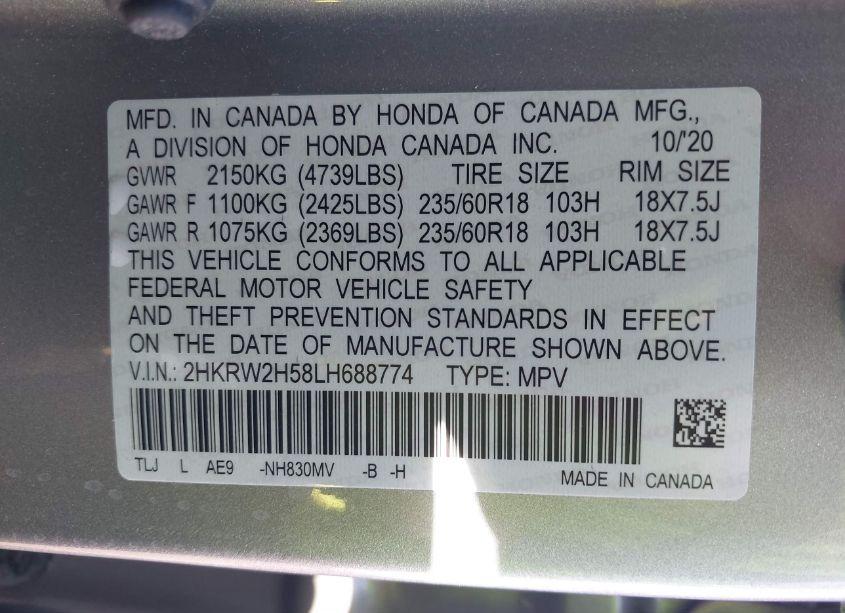 MFD. IN CANADA BY HONDA OF CANADA MFG.,
A DIVISION OF HONDA CANADA INC. 10/'20
GVWR 2150KG (4739LBS) TIRE SIZE RIM SIZE
GAWR F 1100KG (2425LBS) 235/60R18 103H 18X7.5J
GAWR R 1075KG (2369LBS) 235/60R18 103H 18X7.5J
THIS VEHICLE CONFORMS TO ALL APPLICABLE
FEDERAL MOTOR VEHICLE SAFETY
AND THEFT PREVENTION STANDARDS IN EFFECT
ON THE DATE OF MANUFACTURE SHOWN ABOVE.
V.I.N.: 2HKRW2H58LH688774 TYPE: MPV
TLJ L AE9 -NH830MV -B -H
MADE IN CANADA